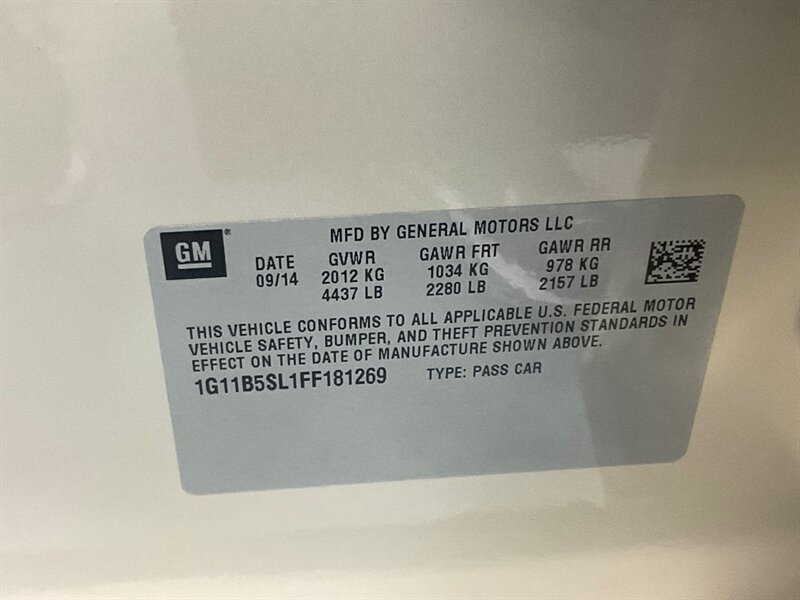 GM® MFD BY GENERAL MOTORS LLC
DATE GVWR GAWR FRT GAWR RR
09/14 2012 KG 1034 KG 978 KG
4437 LB 2280 LB 2157 LB
THIS VEHICLE CONFORMS TO ALL APPLICABLE U.S. FEDERAL MOTOR
VEHICLE SAFETY, BUMPER, AND THEFT PREVENTION STANDARDS IN
EFFECT ON THE DATE OF MANUFACTURE SHOWN ABOVE.
1G11B5SL1FF181269 TYPE: PASS CAR